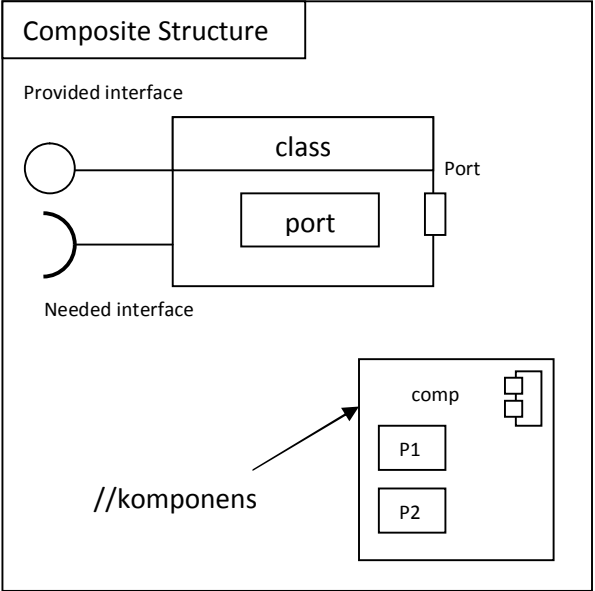 Composite Structure
Provided interface
class
Port
port
Needed interface
comp
P1
//komponens
P2